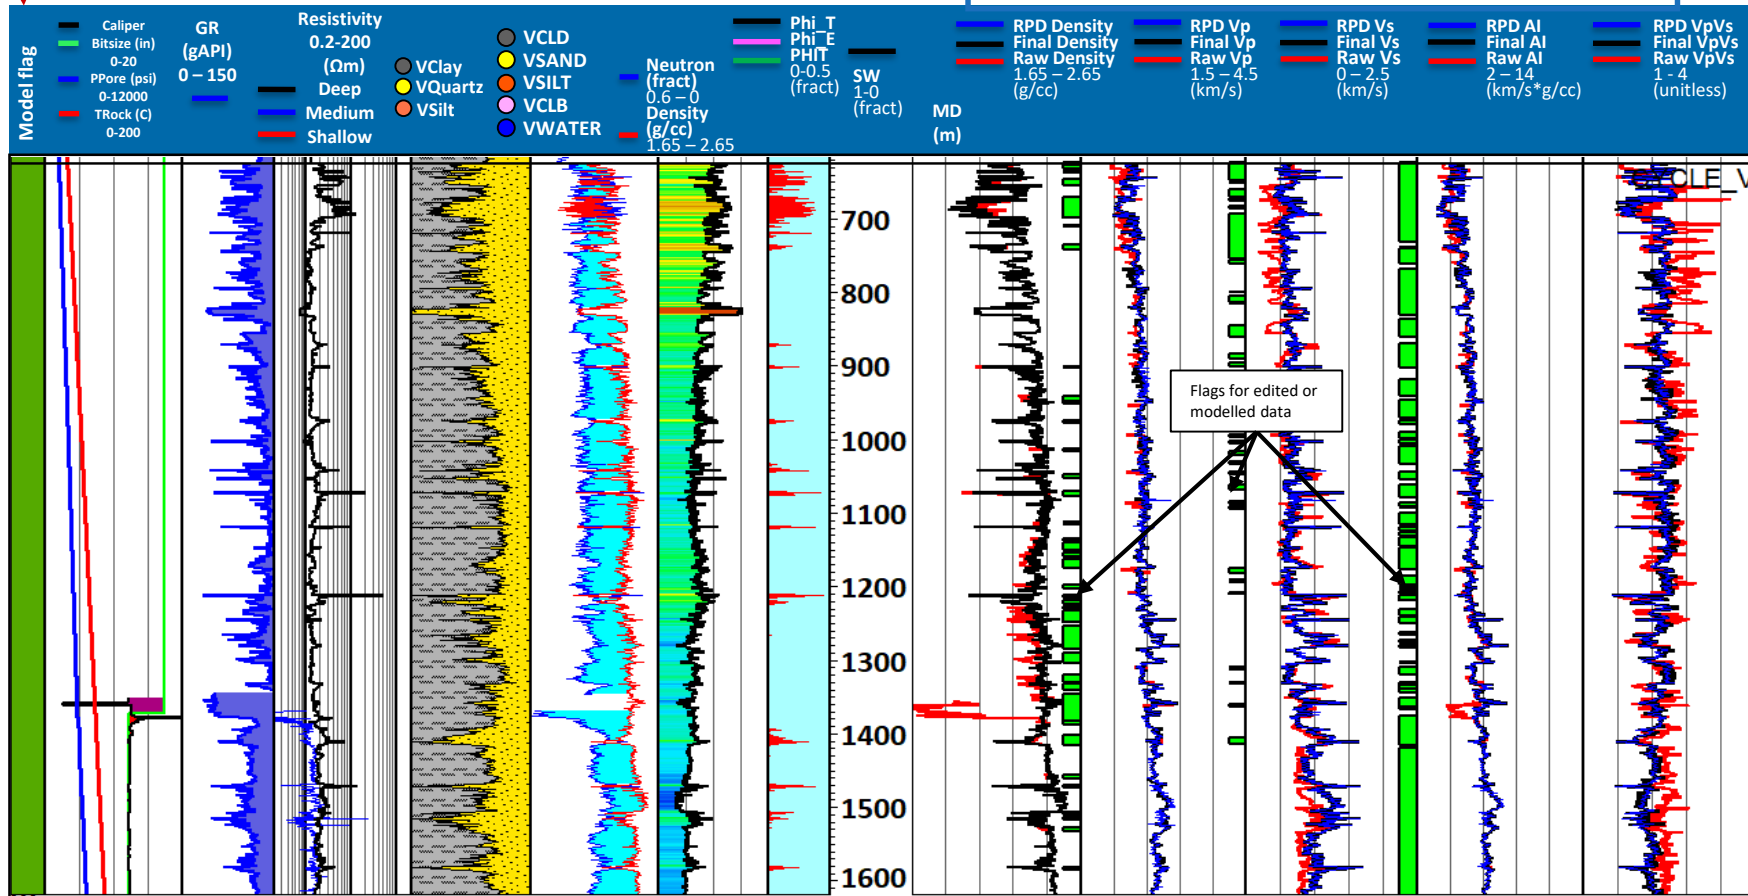 Model flag
Caliper
Bitsize (in)
0-20
PPore (psi)
0-12000
TRock (C)
0-200
GR
(gAPI)
0 – 150
Resistivity
0.2-200
(Ωm)
Deep
Medium
Shallow
VClay
VQuartz
VSilt
VCLD
VSAND
VSILT
VCLB
VWATER
Neutron
(fract)
0.6 – 0
Density
(g/cc)
1.65 – 2.65
Phi_T
Phi_E
PHIT
0-0.5
(fract)
SW
1-0
(fract)
MD
(m)
RPD Density
Final Density
Raw Density
1.65 – 2.65
(g/cc)
RPD Vp
Final Vp
Raw Vp
1.5 – 4.5
(km/s)
RPD Vs
Final Vs
Raw Vs
0 – 2.5
(km/s)
RPD AI
Final AI
Raw AI
2 – 14
(km/s*g/cc)
RPD VpVs
Final VpVs
Raw VpVs
1 - 4
(unitless)
700
800
900
1000
1100
1200
1300
1400
1500
1600
Flags for edited or
modelled data